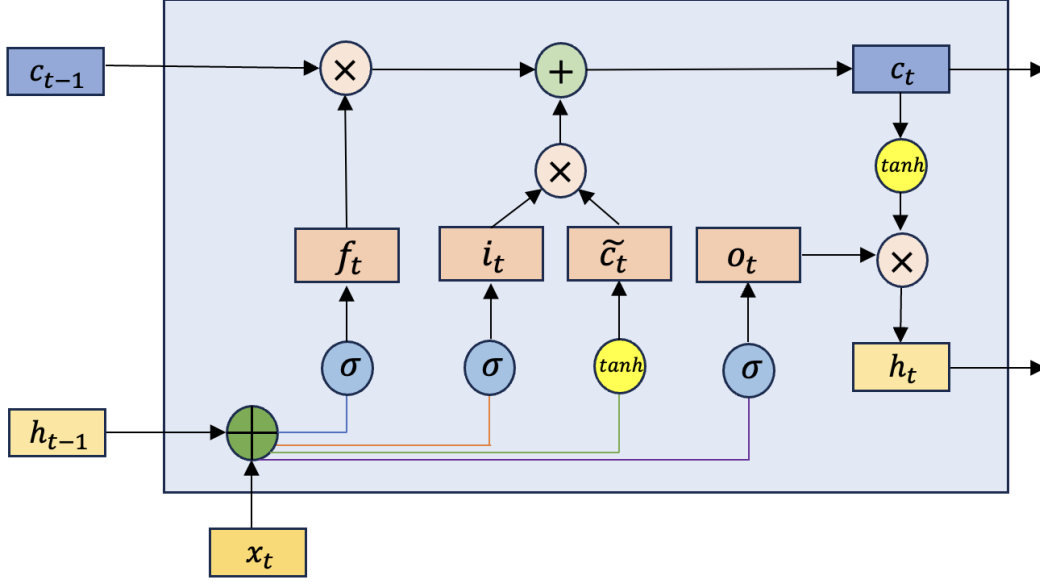 c_{t-1}
×
+
c_t
tanh
×
f_t
i_t
c̃_t
o_t
×
σ
σ
tanh
σ
h_t
h_{t-1}
x_t